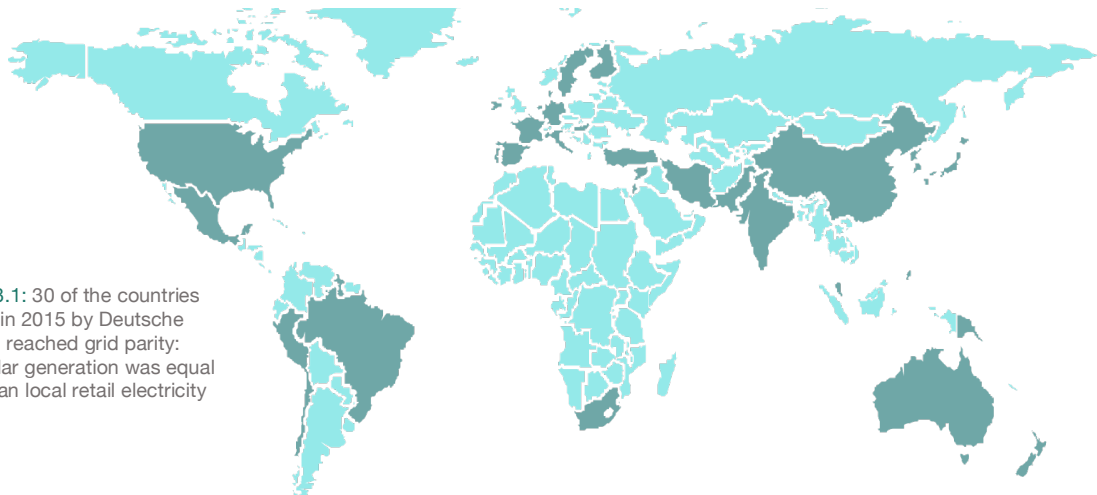 3.1: 30 of the countries
in 2015 by Deutsche
reached grid parity:
lar generation was equal
an local retail electricity